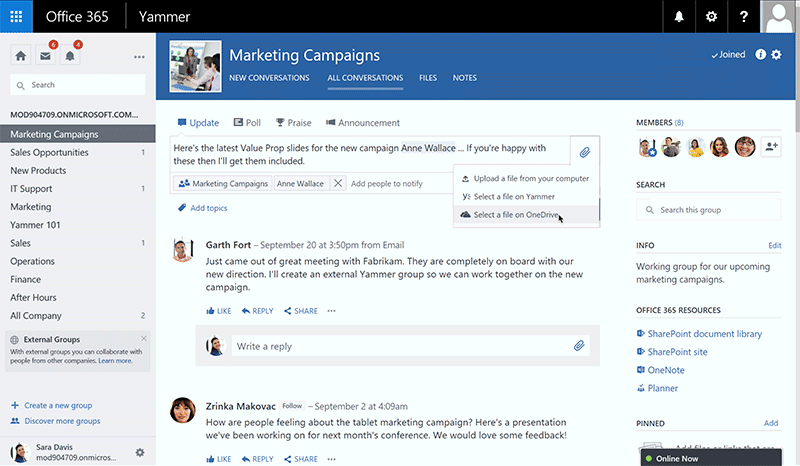 Office 365
Yammer
6
4
Search
MOD904709.ONMICROSOFT.COM...
Marketing Campaigns
Sales Opportunities 1
New Products
IT Support 1
Marketing
Yammer 101
Sales 2
Operations
Finance
After Hours
All Company 2
External Groups
With external groups you can collaborate with
people from other companies. Learn more.
Create a new group
Discover more groups
Sara Davis
mod904709.onmicros...
Marketing Campaigns
NEW CONVERSATIONS ALL CONVERSATIONS FILES NOTES
Joined
Update Poll Praise Announcement
Here's the latest Value Prop slides for the new campaign Anne Wallace ... If you're happy with
these then I'll get them included.
Marketing Campaigns Anne Wallace Add people to notify
Upload a file from your computer
Select a file on Yammer
Select a file on OneDrive
Add topics
Garth Fort – September 20 at 3:50pm from Email
Just came out of great meeting with Fabrikam. They are completely on board with our
new direction. I'll create an external Yammer group so we can work together on the new
campaign.
LIKE REPLY SHARE ...
Write a reply
Zrinka Makovac Follow – September 2 at 4:09am
How are people feeling about the tablet marketing campaign? Here's a presentation
we've been working on for next month's conference. We would love some feedback!
LIKE REPLY SHARE ...
MEMBERS (8)
SEARCH
Search this group
INFO Edit
Working group for our upcoming
marketing campaigns.
OFFICE 365 RESOURCES
SharePoint document library
SharePoint site
OneNote
Planner
PINNED Add
Add files or links that are
Online Now